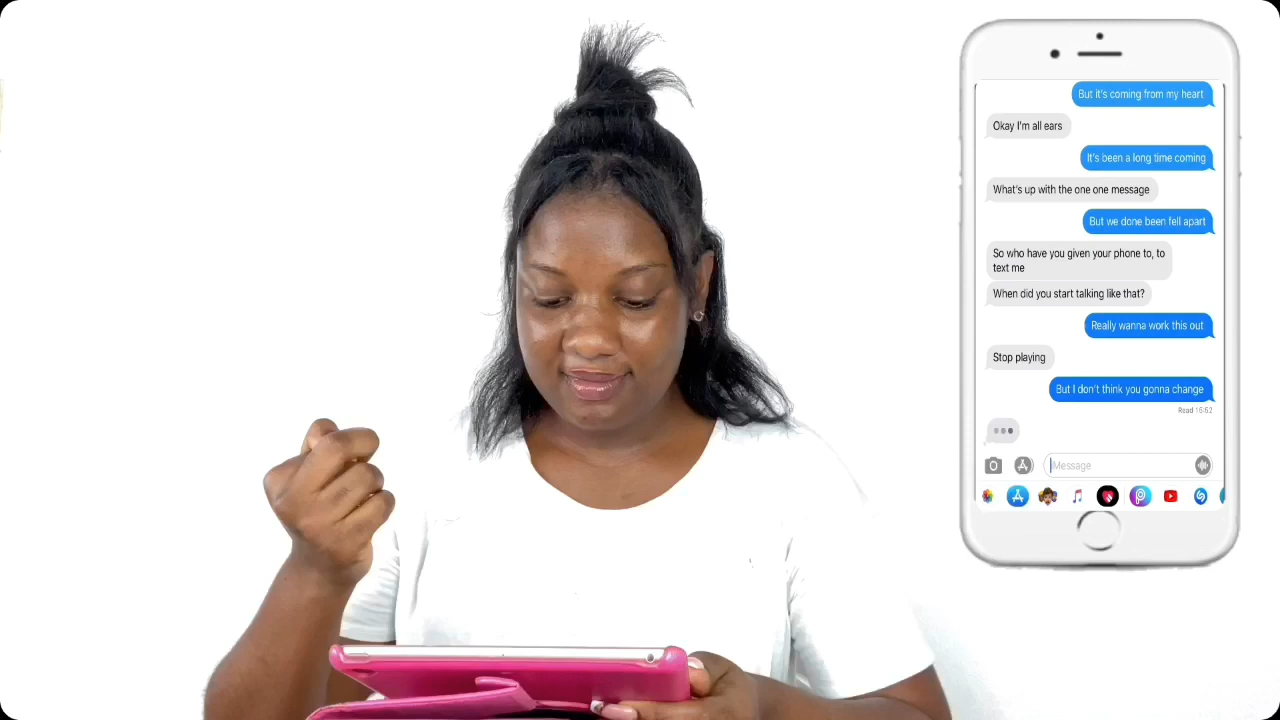 But it's coming from my heart
Okay I'm all ears
It's been a long time coming
What's up with the one one message
But we done been fell apart
So who have you given your phone to, to
text me
When did you start talking like that?
Really wanna work this out
Stop playing
But I don't think you gonna change
Read 15:52
Message